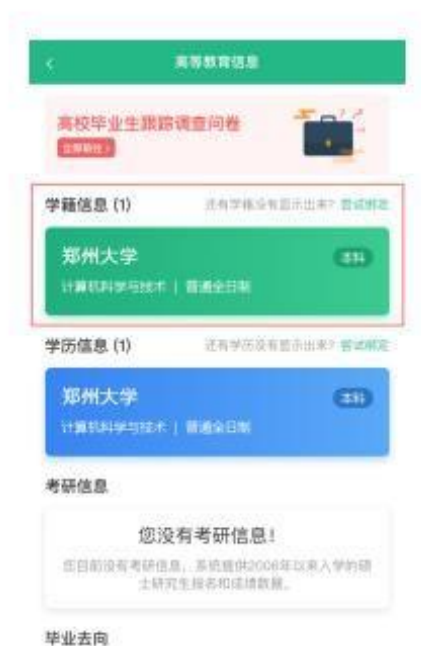 高等教育信息
高校毕业生跟踪调查问卷
立即前往 >
学籍信息 (1)
还有学籍没有显示出来? 尝试绑定
郑州大学
本科
计算机科学与技术 | 普通全日制
学历信息 (1)
还有学历没有显示出来? 尝试绑定
郑州大学
本科
计算机科学与技术 | 普通全日制
考研信息
您没有考研信息!
您目前没有考研信息, 系统提供2006年以来入学的硕
士研究生报名和成绩数据。
毕业去向